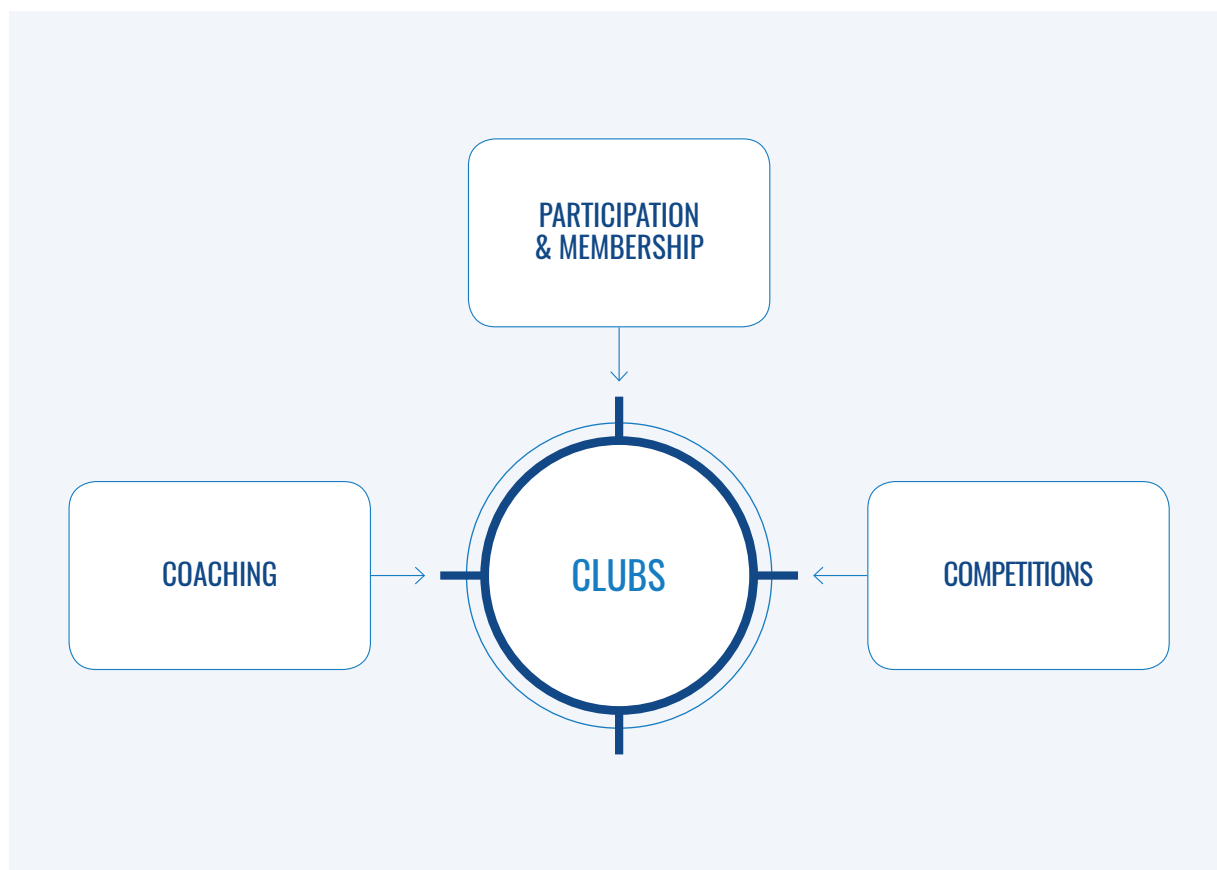 PARTICIPATION
& MEMBERSHIP
COACHING
CLUBS
COMPETITIONS